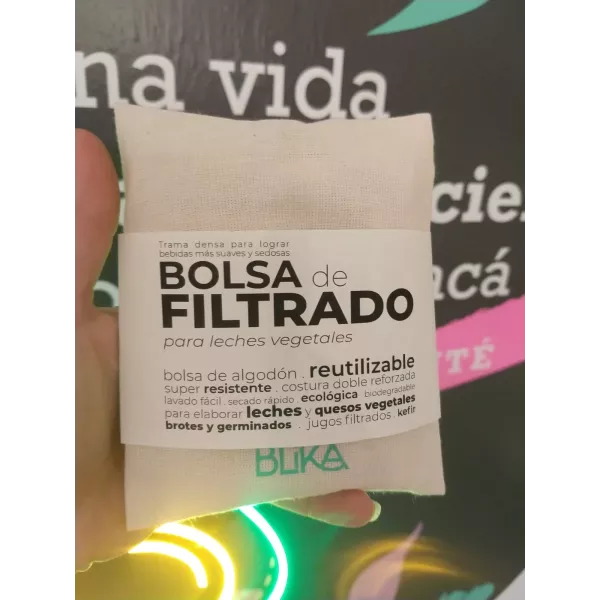 na vida
cie
acá
TÉ
Trama densa para lograr
bebidas más suaves y sedosas
BOLSA de
FILTRADO
para leches vegetales
bolsa de algodón . reutilizable
super resistente . costura doble reforzada
lavado fácil . secado rápido . ecológica biodegradable
para elaborar leches y quesos vegetales
brotes y germinados . jugos filtrados . kefir
BLIKA